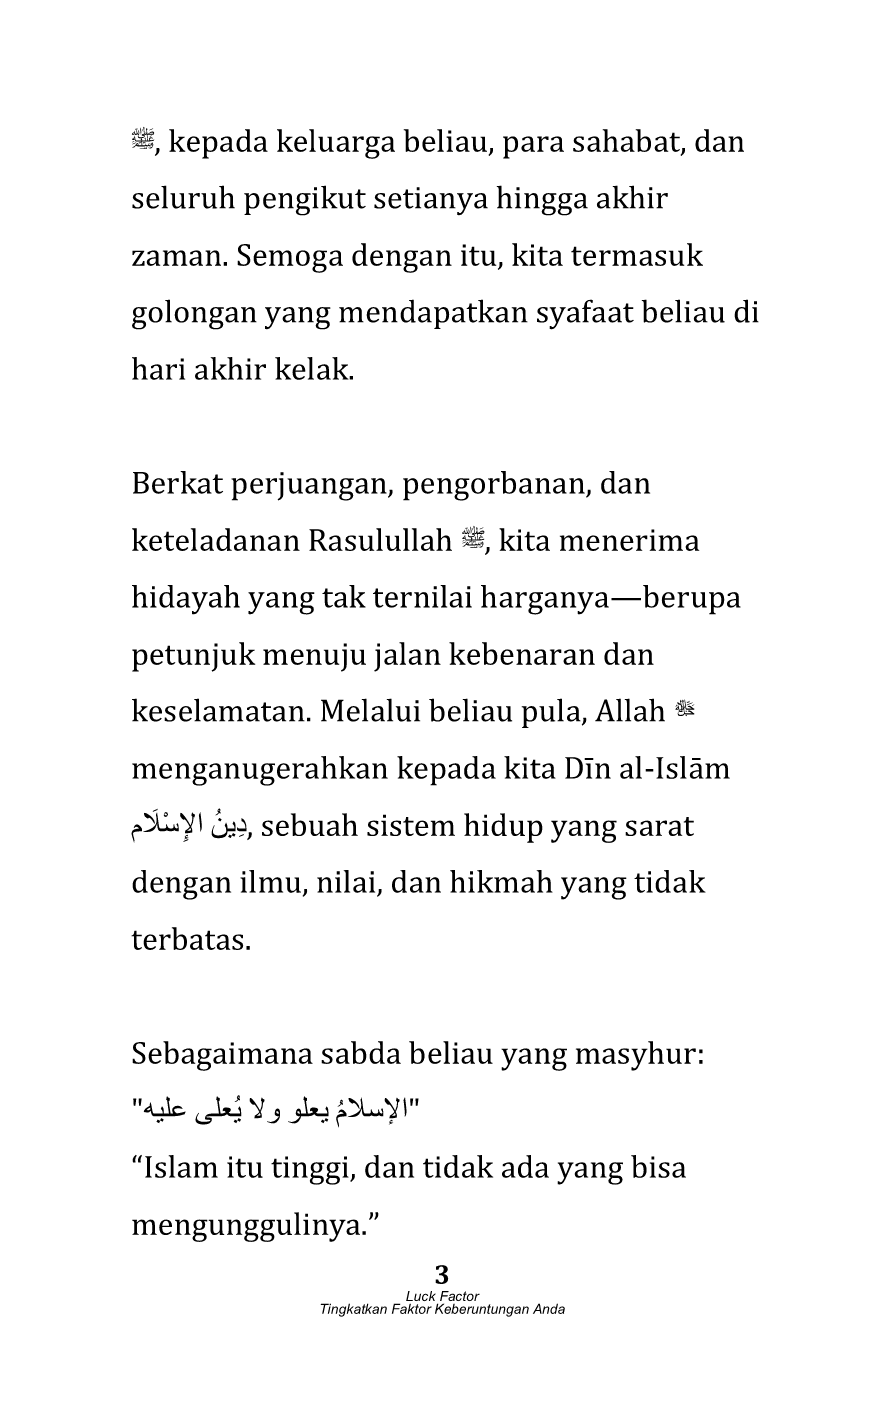 ﷺ, kepada keluarga beliau, para sahabat, dan
seluruh pengikut setianya hingga akhir
zaman. Semoga dengan itu, kita termasuk
golongan yang mendapatkan syafaat beliau di
hari akhir kelak.
Berkat perjuangan, pengorbanan, dan
keteladanan Rasulullah ﷺ, kita menerima
hidayah yang tak ternilai harganya—berupa
petunjuk menuju jalan kebenaran dan
keselamatan. Melalui beliau pula, Allah ﷻ
menganugerahkan kepada kita Dīn al-Islām
دِينُ الإِسْلَام, sebuah sistem hidup yang sarat
dengan ilmu, nilai, dan hikmah yang tidak
terbatas.
Sebagaimana sabda beliau yang masyhur:
"الإسلامُ يعلو ولا يُعلى عليه"
“Islam itu tinggi, dan tidak ada yang bisa
mengunggulinya.”
3
Luck Factor
Tingkatkan Faktor Keberuntungan Anda